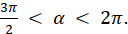 3π/2 < α < 2π.